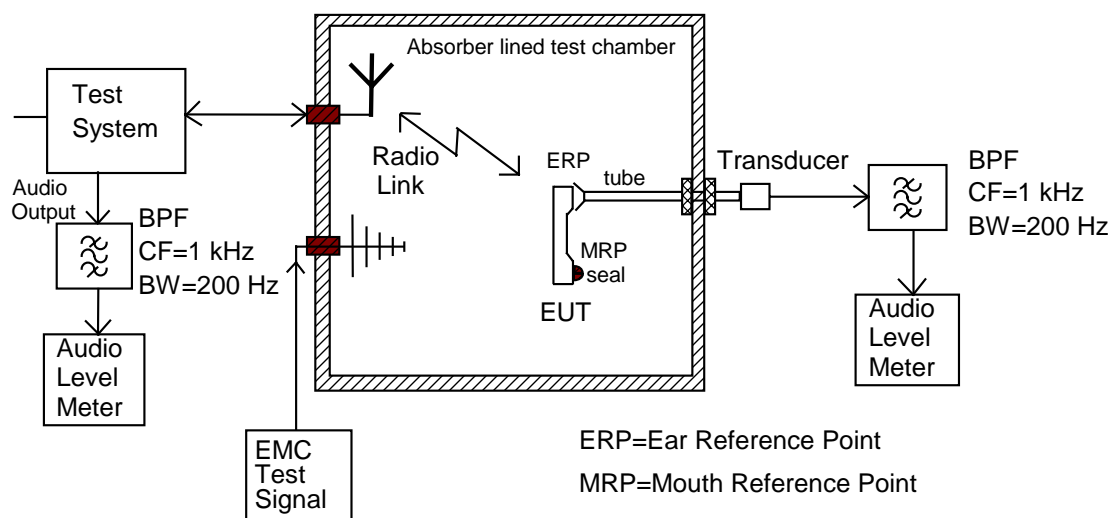 Absorber lined test chamber
Test
System
Radio
Link
ERP
tube
Transducer
BPF
CF=1 kHz
BW=200 Hz
Audio
Output
BPF
CF=1 kHz
BW=200 Hz
MRP
seal
EUT
Audio
Level
Meter
Audio
Level
Meter
EMC
Test
Signal
ERP=Ear Reference Point
MRP=Mouth Reference Point